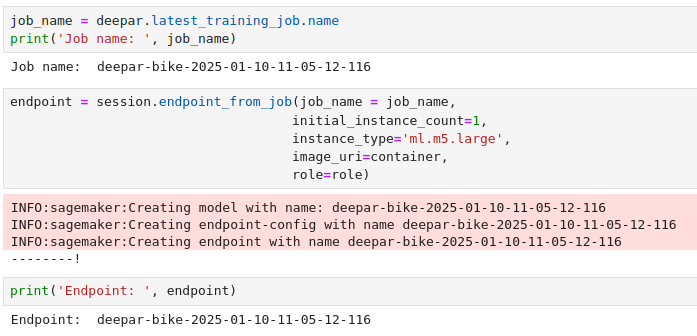 job_name = deepar.latest_training_job.name
print('Job name: ', job_name)
Job name:  deepar-bike-2025-01-10-11-05-12-116
endpoint = session.endpoint_from_job(job_name = job_name,
                                     initial_instance_count=1,
                                     instance_type='ml.m5.large',
                                     image_uri=container,
                                     role=role)
INFO:sagemaker:Creating model with name: deepar-bike-2025-01-10-11-05-12-116
INFO:sagemaker:Creating endpoint-config with name deepar-bike-2025-01-10-11-05-12-116
INFO:sagemaker:Creating endpoint with name deepar-bike-2025-01-10-11-05-12-116
--------!
print('Endpoint: ', endpoint)
Endpoint:  deepar-bike-2025-01-10-11-05-12-116